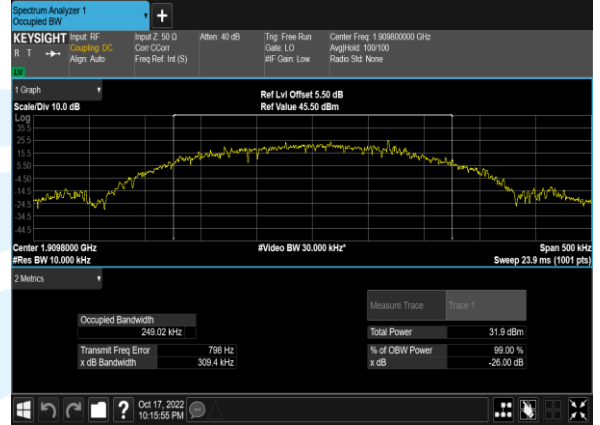 Spectrum Analyzer 1
Occupied BW
+
KEYSIGHT
R T
LNI
Input: RF
Coupling: DC
Align: Auto
Input Z: 50 Ω
Corr CCorr
Freq Ref: Int (S)
Atten: 40 dB
Trig: Free Run
Gate: LO
#IF Gain: Low
Center Freq: 1.909800000 GHz
Avg|Hold: 100/100
Radio Std: None
1 Graph
Scale/Div 10.0 dB
Ref Lvl Offset 5.50 dB
Ref Value 45.50 dBm
Log
35.5
25.5
15.5
5.50
-4.50
-14.5
-24.5
-34.5
-44.5
Center 1.9098000 GHz
#Res BW 10.000 kHz
#Video BW 30.000 kHz*
Span 500 kHz
Sweep 23.9 ms (1001 pts)
2 Metrics
Measure Trace Trace 1
Occupied Bandwidth
249.02 kHz
Total Power 31.9 dBm
Transmit Freq Error 798 Hz
x dB Bandwidth 309.4 kHz
% of OBW Power 99.00 %
x dB -26.00 dB
?
Oct 17, 2022
10:15:55 PM